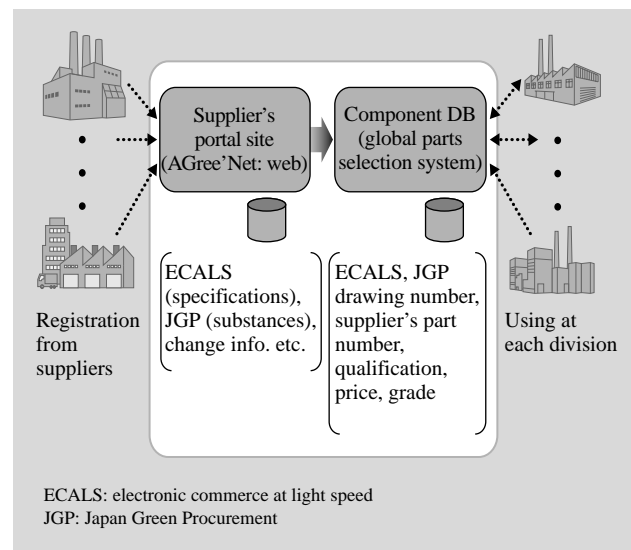 Supplier's
portal site
(AGree'Net: web)
Component DB
(global parts
selection system)
ECALS
(specifications),
JGP (substances),
change info. etc.
ECALS, JGP
drawing number,
supplier's part
number,
qualification,
price, grade
Registration
from
suppliers
Using at
each division
ECALS: electronic commerce at light speed
JGP: Japan Green Procurement